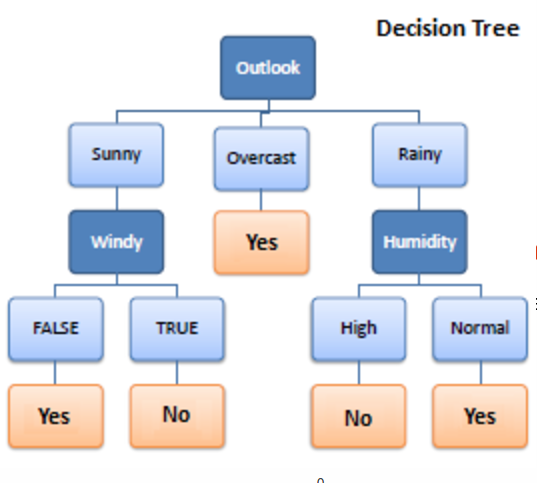 Decision Tree
Outlook
Sunny
Overcast
Rainy
Windy
Yes
Humidity
FALSE
TRUE
High
Normal
Yes
No
No
Yes